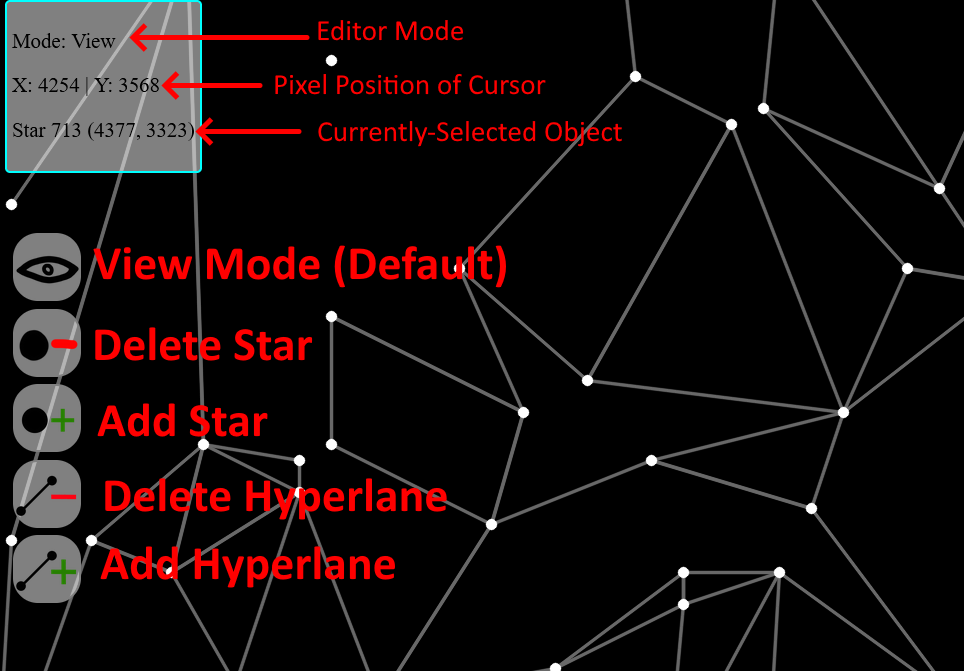 Mode: View
Editor Mode
X: 4254 | Y: 3568
Pixel Position of Cursor
Star 713 (4377, 3323)
Currently-Selected Object
View Mode (Default)
Delete Star
Add Star
Delete Hyperlane
Add Hyperlane